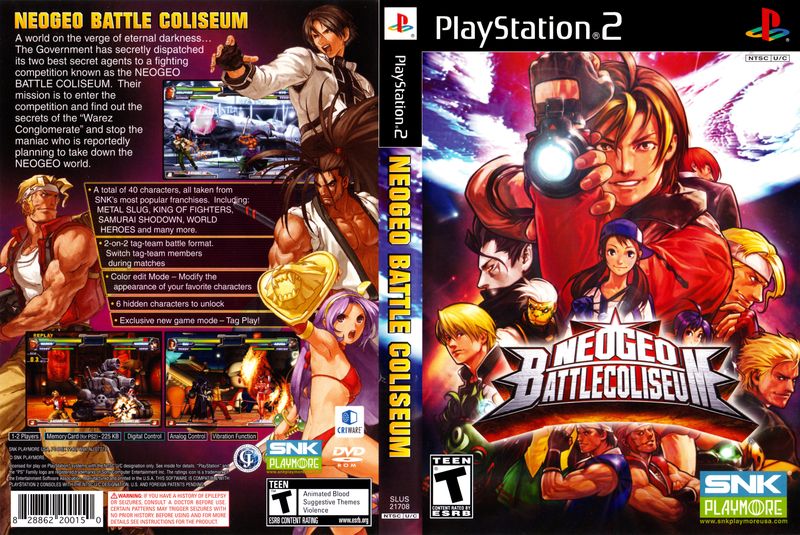 NEOGEO BATTLE COLISEUM
A world on the verge of eternal darkness...
The Government has secretly dispatched
its two best secret agents to a fighting
competition known as the NEOGEO
BATTLE COLISEUM. Their
mission is to enter the
competition and find out the
secrets of the "Warez
Conglomerate" and stop the
maniac who is reportedly
planning to take down the
NEOGEO world.
• A total of 40 characters, all taken from
SNK's most popular franchises. Including:
METAL SLUG, KING OF FIGHTERS,
SAMURAI SHODOWN, WORLD
HEROES and many more.
• 2-on-2 tag-team battle format.
Switch tag-team members
during matches
• Color edit Mode – Modify the
appearance of your favorite characters
• 6 hidden characters to unlock
• Exclusive new game mode – Tag Play!
REPLAY
1-2 Players
Memory Card (for PS2) - 225 KB
Digital Control
Analog Control
Vibration Function
© SNK PLAYMORE
WARNING: IF YOU HAVE A HISTORY OF EPILEPSY
OR SEIZURES, CONSULT A DOCTOR BEFORE USE
CERTAIN PATTERNS MAY TRIGGER SEIZURES WITH
NO PRIOR HISTORY. BEFORE USING AND FOR MORE
DETAILS SEE INSTRUCTIONS FOR THE PRODUCT.
8 28862 20015 0
CRIWARE
SNK
PLAYMORE
DVD
ROM
TEEN
T
Animated Blood
Suggestive Themes
Violence
ESRB CONTENT RATING
www.esrb.org
PlayStation®2
NEOGEO BATTLE COLISEUM
SLUS
21708
NTSC U/C
PlayStation®2
NTSC U/C
NEOGEO
BATTLECOLISEUM
TEEN
T
CONTENT RATED BY
ESRB
SNK
PLAYMORE
www.snkplaymoreusa.com